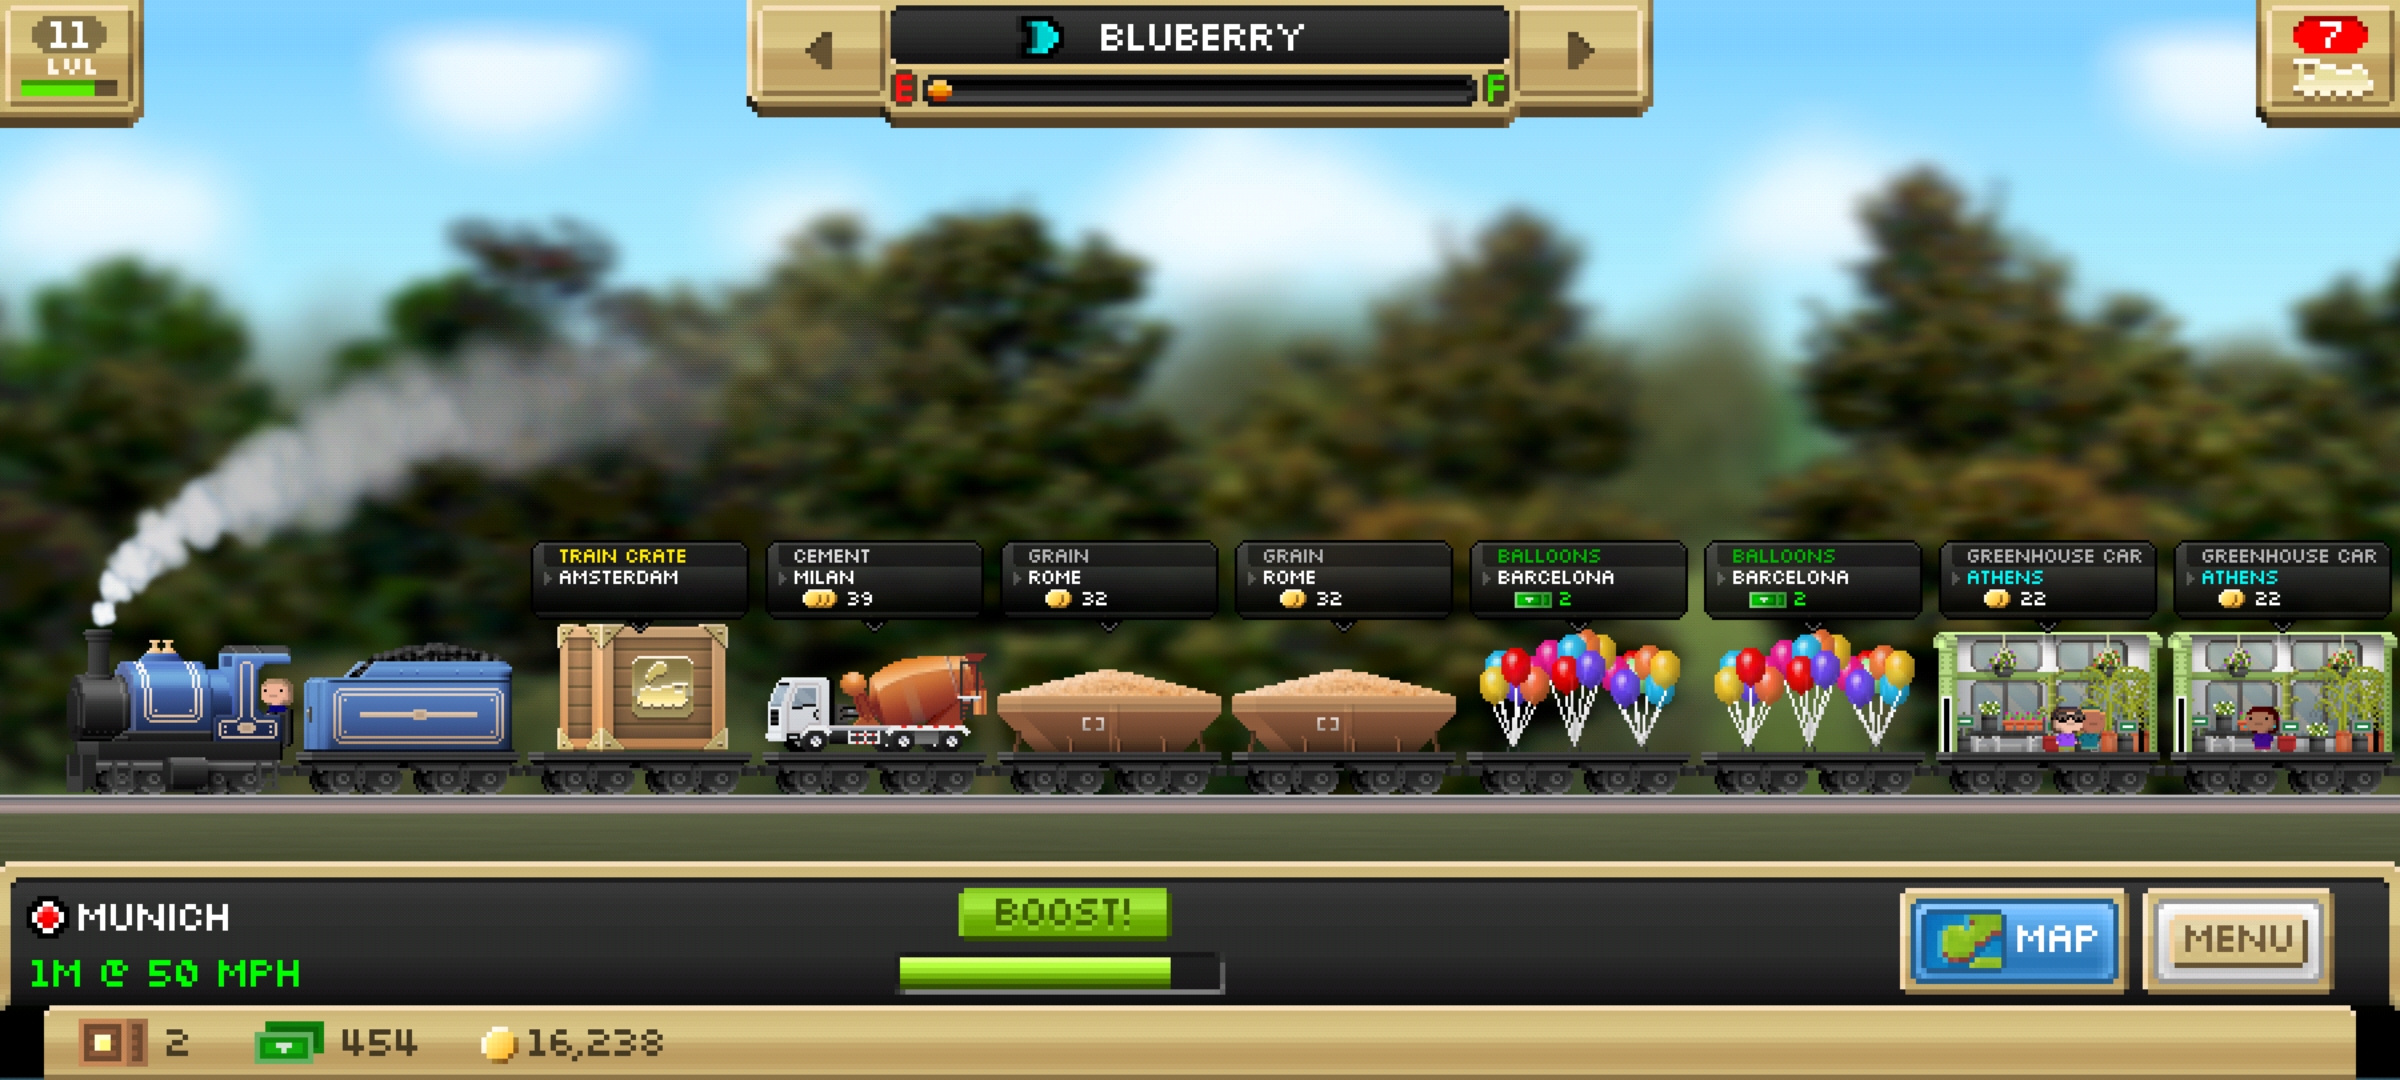 11
LVL
BLUBERRY
E F
7
TRAIN CRATE
AMSTERDAM
CEMENT
MILAN
39
GRAIN
ROME
32
GRAIN
ROME
32
BALLOONS
BARCELONA
2
BALLOONS
BARCELONA
2
GREENHOUSE CAR
ATHENS
22
GREENHOUSE CAR
ATHENS
22
MUNICH
1M @ 50 MPH
BOOST!
MAP
MENU
2
454
16,238